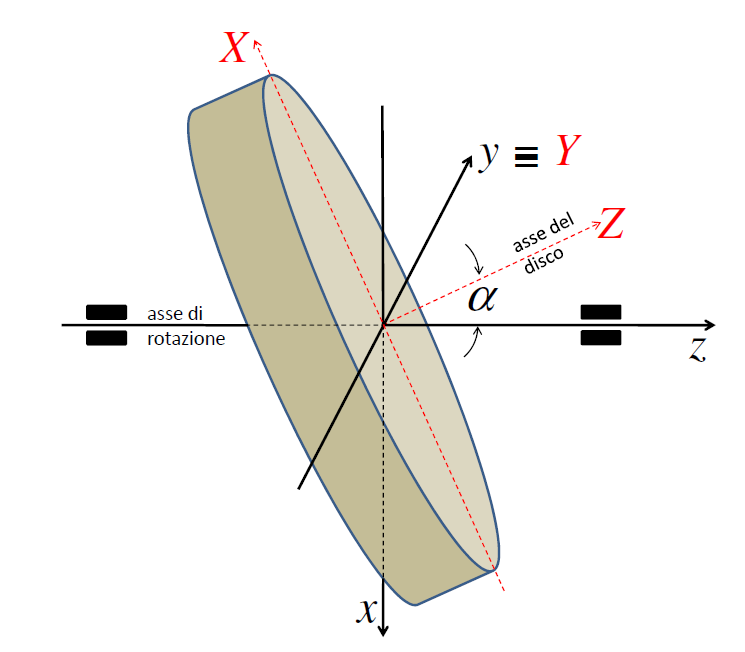 X
y ≡ Y
asse del
disco
Z
α
asse di
rotazione
z
x